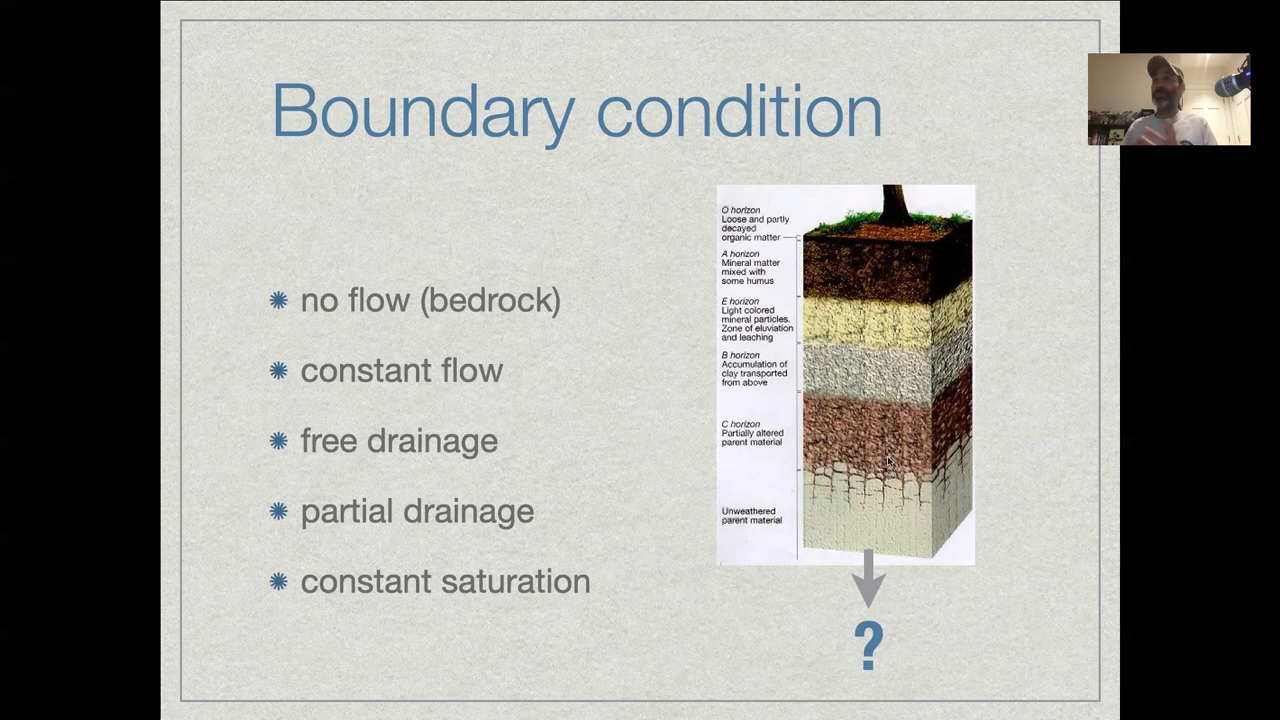 Boundary condition
no flow (bedrock)
constant flow
free drainage
partial drainage
constant saturation
O horizon
Loose and partly
decayed
organic matter
A horizon
Mineral matter
mixed with
some humus
E horizon
Light colored
mineral particles.
Zone of eluviation
and leaching
B horizon
Accumulation of
clay transported
from above
C horizon
Partially altered
parent material
Unweathered
parent material
?